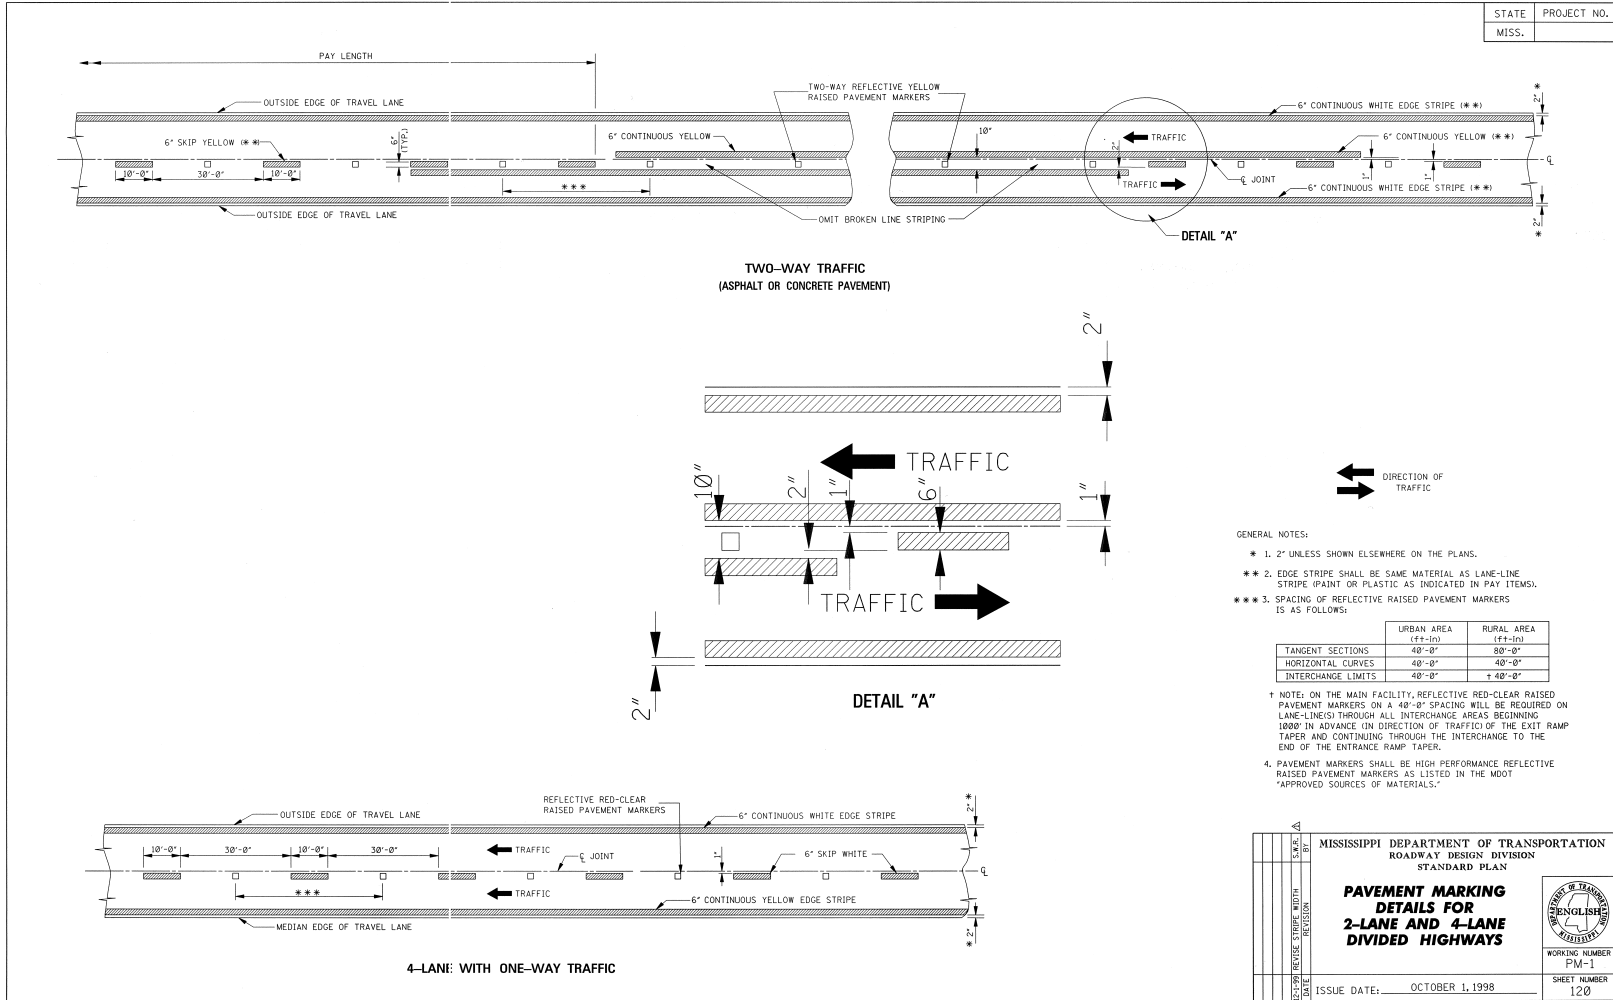 STATE PROJECT NO.
MISS.
PAY LENGTH
OUTSIDE EDGE OF TRAVEL LANE
TWO-WAY REFLECTIVE YELLOW
RAISED PAVEMENT MARKERS
6" CONTINUOUS WHITE EDGE STRIPE (**)
2" *
6" SKIP YELLOW (**)
6"
(TYP.)
6" CONTINUOUS YELLOW
10"
TRAFFIC
6" CONTINUOUS YELLOW (**)
2"
℄
10'-0" 30'-0" 10'-0"
***
TRAFFIC
℄ JOINT
1"
1"
6" CONTINUOUS WHITE EDGE STRIPE (**)
OUTSIDE EDGE OF TRAVEL LANE
OMIT BROKEN LINE STRIPING
* 2"
DETAIL "A"
TWO-WAY TRAFFIC
(ASPHALT OR CONCRETE PAVEMENT)
2"
TRAFFIC
10" 2" 1" 6" 1"
TRAFFIC
2"
DETAIL "A"
DIRECTION OF
TRAFFIC
GENERAL NOTES:
* 1. 2" UNLESS SHOWN ELSEWHERE ON THE PLANS.
** 2. EDGE STRIPE SHALL BE SAME MATERIAL AS LANE-LINE
STRIPE (PAINT OR PLASTIC AS INDICATED IN PAY ITEMS).
*** 3. SPACING OF REFLECTIVE RAISED PAVEMENT MARKERS
IS AS FOLLOWS:
URBAN AREA RURAL AREA
(ft-in) (ft-in)
TANGENT SECTIONS 40'-0" 80'-0"
HORIZONTAL CURVES 40'-0" 40'-0"
INTERCHANGE LIMITS 40'-0" † 40'-0"
† NOTE: ON THE MAIN FACILITY, REFLECTIVE RED-CLEAR RAISED
PAVEMENT MARKERS ON A 40'-0" SPACING WILL BE REQUIRED ON
LANE-LINE(S) THROUGH ALL INTERCHANGE AREAS BEGINNING
1000' IN ADVANCE (IN DIRECTION OF TRAFFIC) OF THE EXIT RAMP
TAPER AND CONTINUING THROUGH THE INTERCHANGE TO THE
END OF THE ENTRANCE RAMP TAPER.
4. PAVEMENT MARKERS SHALL BE HIGH PERFORMANCE REFLECTIVE
RAISED PAVEMENT MARKERS AS LISTED IN THE MDOT
"APPROVED SOURCES OF MATERIALS."
REFLECTIVE RED-CLEAR
RAISED PAVEMENT MARKERS
OUTSIDE EDGE OF TRAVEL LANE
6" CONTINUOUS WHITE EDGE STRIPE
2" *
10'-0" 30'-0" 10'-0" 30'-0"
TRAFFIC
℄ JOINT
1"
6" SKIP WHITE
℄
***
TRAFFIC
6" CONTINUOUS YELLOW EDGE STRIPE
MEDIAN EDGE OF TRAVEL LANE
* 2"
4-LANE WITH ONE-WAY TRAFFIC
S.W.R. BY
REVISE STRIPE WIDTH REVISION
12-1-99 DATE
MISSISSIPPI DEPARTMENT OF TRANSPORTATION
ROADWAY DESIGN DIVISION
STANDARD PLAN
PAVEMENT MARKING
DETAILS FOR
2-LANE AND 4-LANE
DIVIDED HIGHWAYS
DEPARTMENT OF TRANSPORTATION
ENGLISH
MISSISSIPPI
WORKING NUMBER
PM-1
ISSUE DATE: OCTOBER 1, 1998
SHEET NUMBER
120